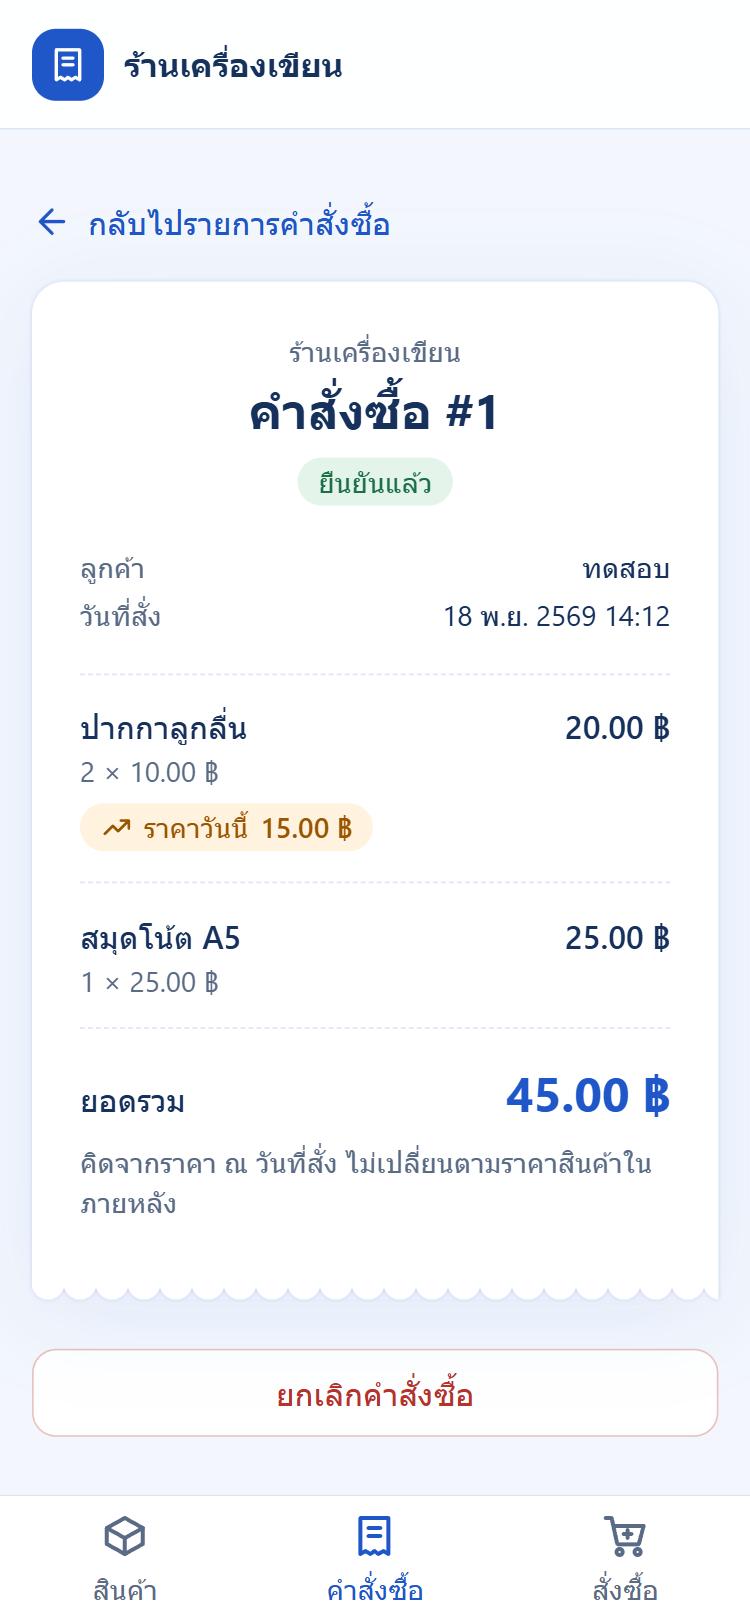 ร้านเครื่องเขียน
กลับไปรายการคำสั่งซื้อ
ร้านเครื่องเขียน
คำสั่งซื้อ #1
ยืนยันแล้ว
ลูกค้า ทดสอบ
วันที่สั่ง 18 พ.ย. 2569 14:12
ปากกาลูกลื่น 20.00 ฿
2 × 10.00 ฿
ราคาวันนี้ 15.00 ฿
สมุดโน้ต A5 25.00 ฿
1 × 25.00 ฿
ยอดรวม 45.00 ฿
คิดจากราคา ณ วันที่สั่ง ไม่เปลี่ยนตามราคาสินค้าใน
ภายหลัง
ยกเลิกคำสั่งซื้อ
สินค้า คำสั่งซื้อ สั่งซื้อ